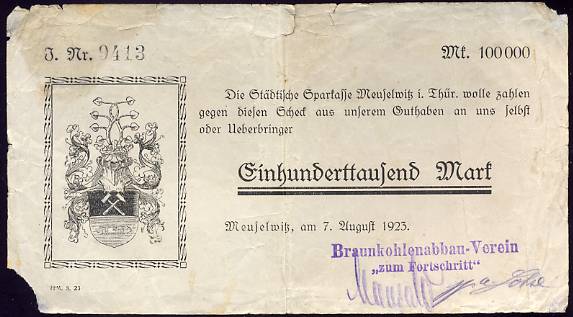 J. Nr. 9413
Mk. 100000
Die Städtische Sparkasse Meuselwitz i. Thür. wolle zahlen
gegen diesen Scheck aus unserem Guthaben an uns selbst
oder Ueberbringer
Einhunderttausend Mark
Meuselwitz, am 7. August 1923.
Braunkohlenabbau-Verein
„zum Fortschritt"